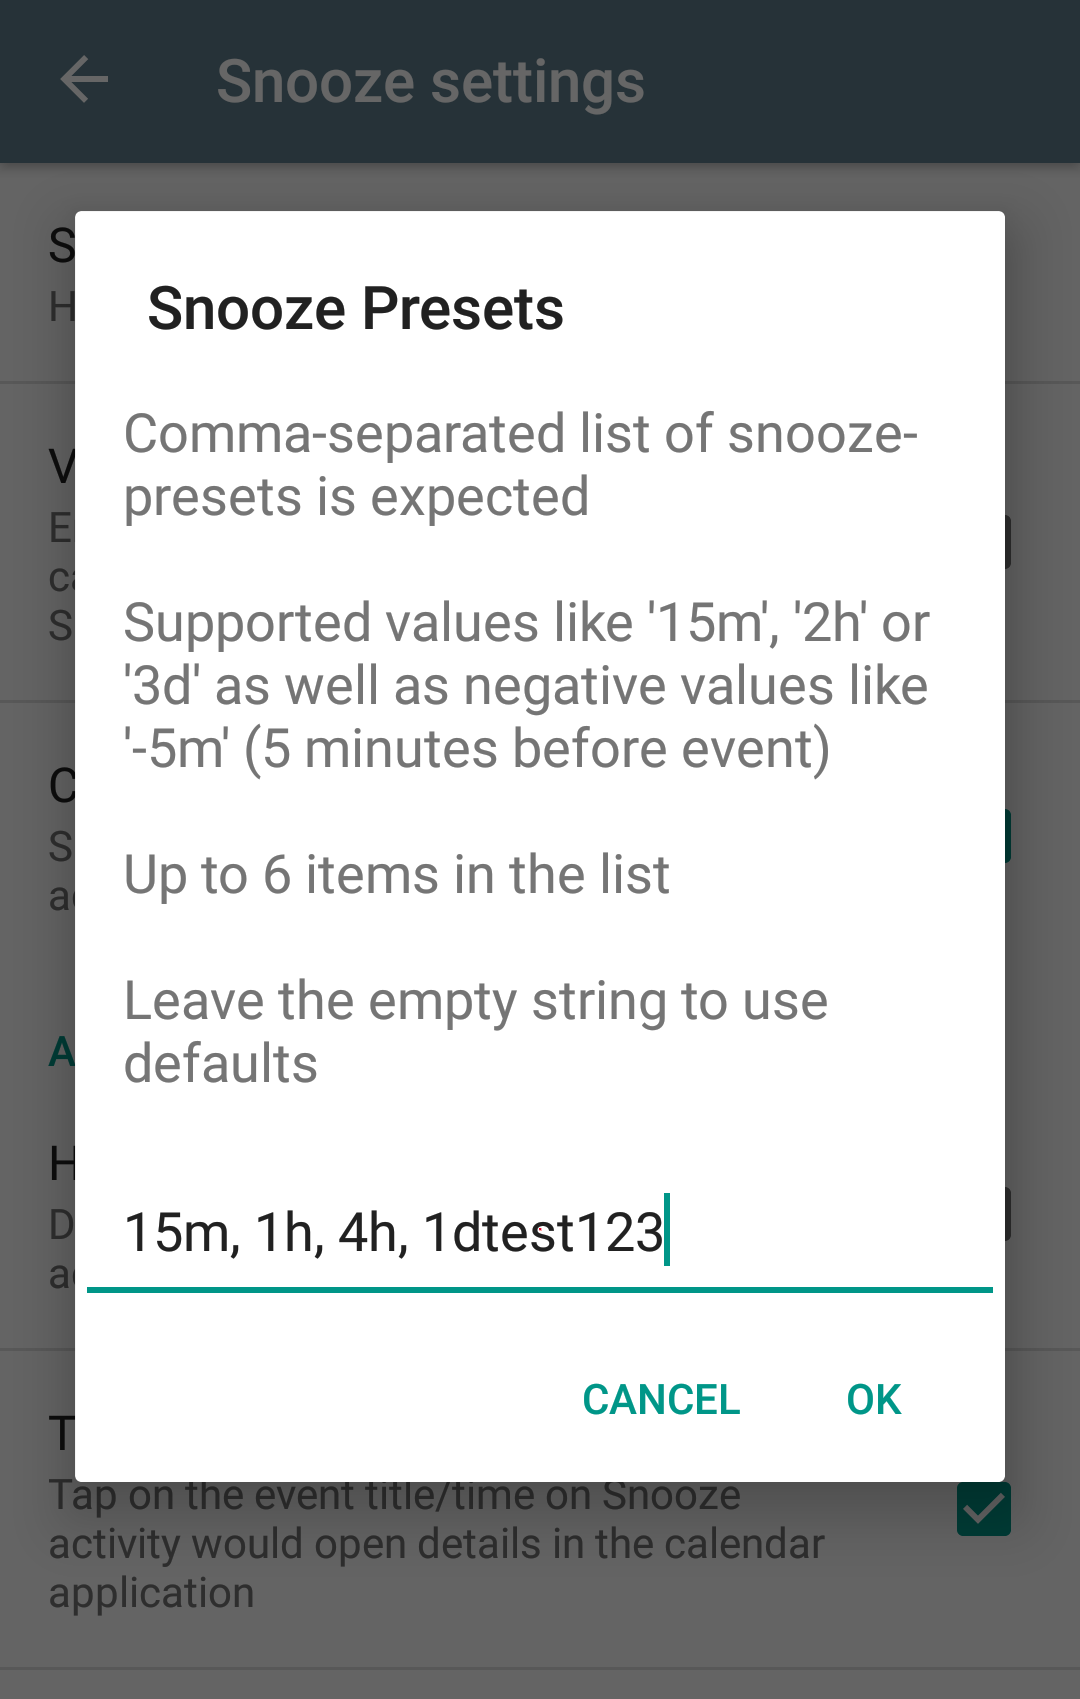 Snooze settings
S
H
Snooze Presets
Comma-separated list of snooze-
presets is expected
V
E
ca
S
Supported values like '15m', '2h' or
'3d' as well as negative values like
'-5m' (5 minutes before event)
C
S
ac
Up to 6 items in the list
Leave the empty string to use
defaults
A
H
D
ac
15m, 1h, 4h, 1dtest123
CANCEL
OK
T
Tap on the event title/time on Snooze
activity would open details in the calendar
application